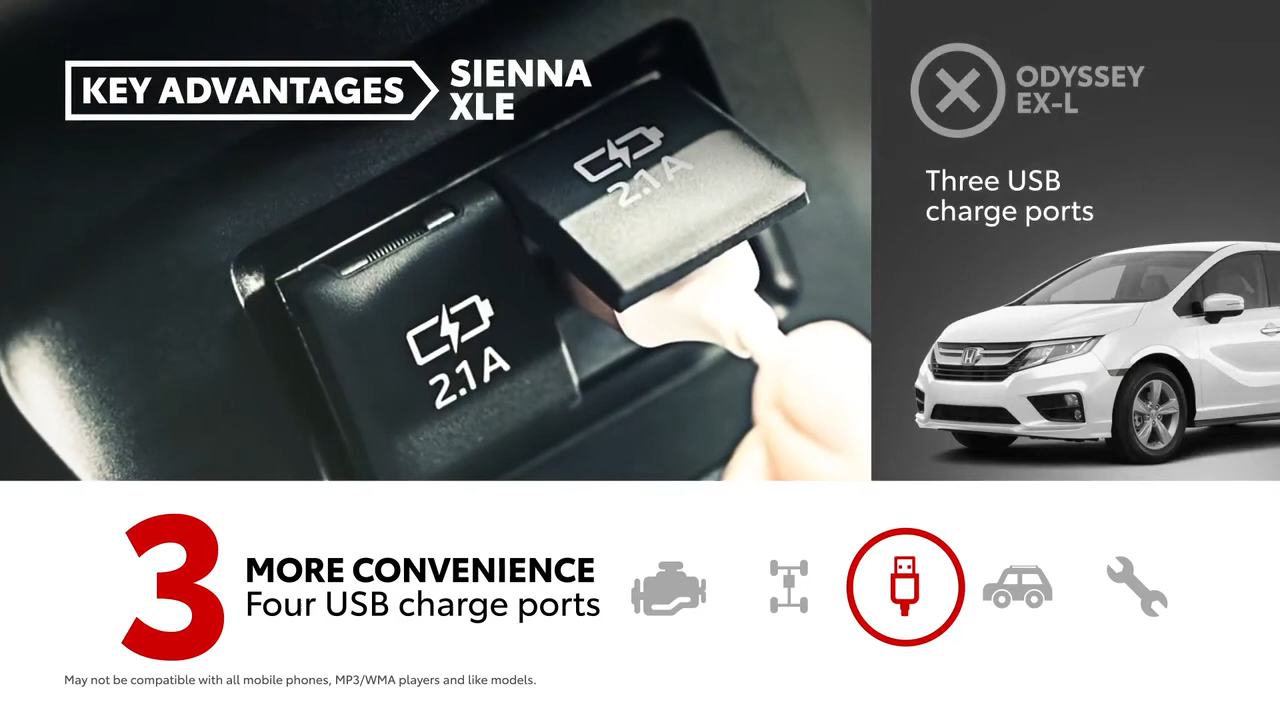 KEY ADVANTAGES
SIENNA
XLE
2.1A
2.1A
ODYSSEY
EX-L
Three USB
charge ports
3
MORE CONVENIENCE
Four USB charge ports
May not be compatible with all mobile phones, MP3/WMA players and like models.